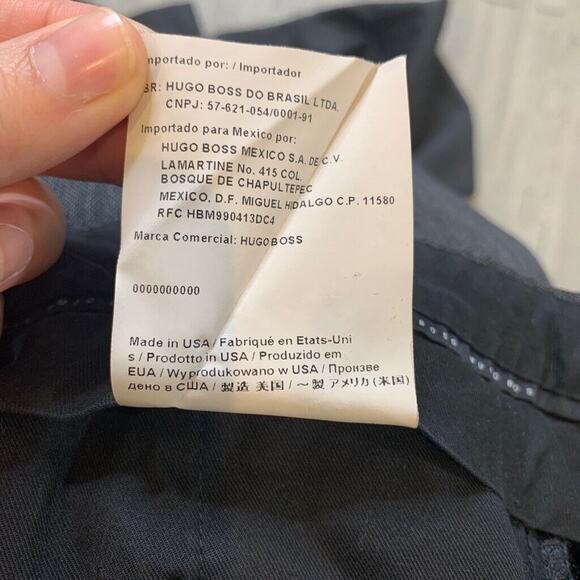 mportado por: / Importador
BR: HUGO BOSS DO BRASIL LTDA.
CNPJ: 57-621-054/0001-91
Importado para Mexico por:
HUGO BOSS MEXICO S.A. DE C.V.
LAMARTINE No. 415 COL.
BOSQUE DE CHAPULTEPEC
MEXICO, D.F. MIGUEL HIDALGO C.P. 11580
RFC HBM990413DC4
Marca Comercial: HUGO BOSS
0000000000
Made in USA / Fabriqué en Etats-Uni
s / Prodotto in USA / Produzido em
EUA / Wyprodukowano w USA / Произве
дено в США / 製造 美国 / ～製 アメリカ (米国)